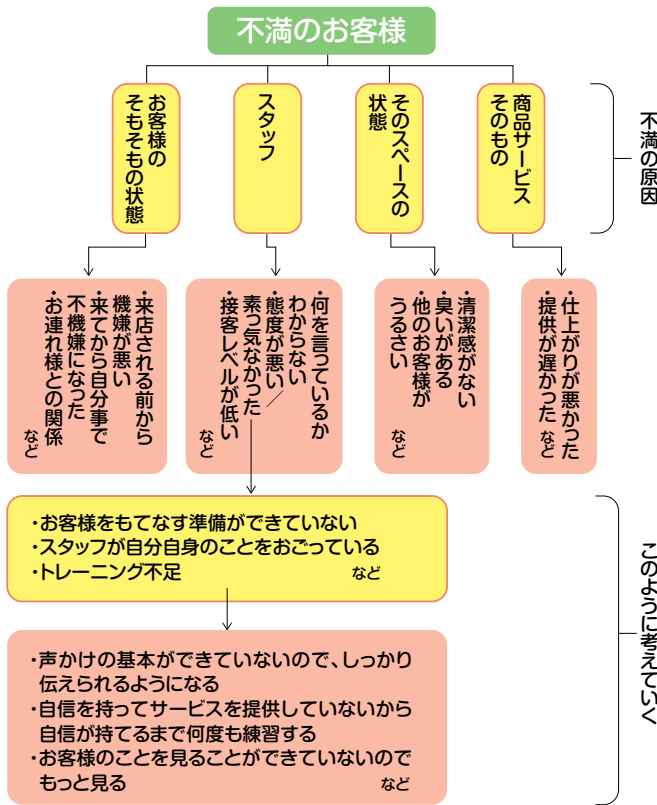 不満のお客様
商品サービス
そのもの
そのスペースの
状態
スタッフ
お客様の
そもそもの状態
不満の原因
・仕上がりが悪かった
・提供が遅かった
など
・清潔感がない
・臭いがある
・他のお客様が
うるさい
など
・何を言っているか
わからない
・態度が悪い／
素っ気なかった
・接客レベルが低い
など
・来店される前から
機嫌が悪い
・来てから自分事で
不機嫌になった
・お連れ様との関係
など
・お客様をもてなす準備ができていない
・スタッフが自分自身のことをおごっている
・トレーニング不足 など
・声かけの基本ができていないので、しっかり
伝えられるようになる
・自信を持ってサービスを提供していないから
自信が持てるまで何度も練習する
・お客様のことを見ることができていないので
もっと見る など
このように考えていく